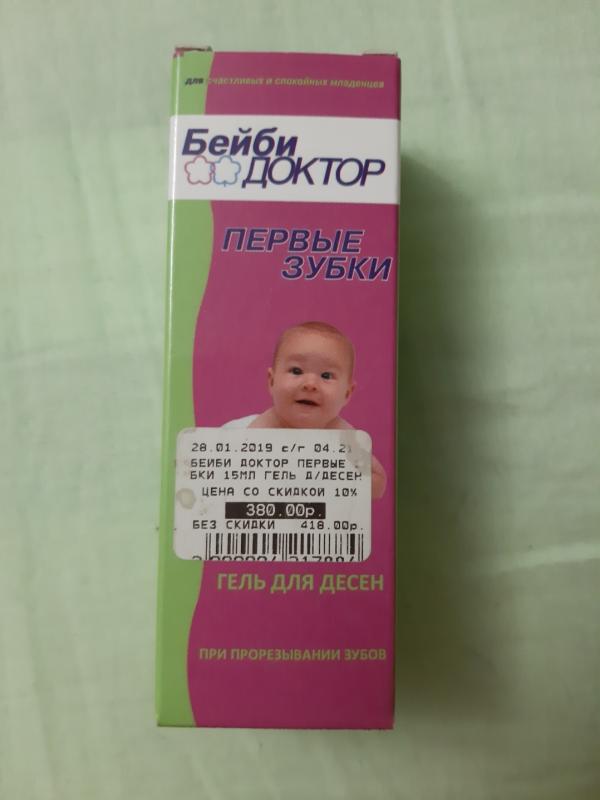 для счастливых и спокойных младенцев
Бейби
ДОКТОР
ПЕРВЫЕ
ЗУБКИ
28.01.2019 с/г 04.21
БЕЙБИ ДОКТОР ПЕРВЫЕ
БКИ 15МЛ ГЕЛЬ Д/ДЕСЕН
ЦЕНА СО СКИДКОЙ 10%
380.00р.
БЕЗ СКИДКИ 418.00р.
ГЕЛЬ ДЛЯ ДЕСЕН
ПРИ ПРОРЕЗЫВАНИИ ЗУБОВ